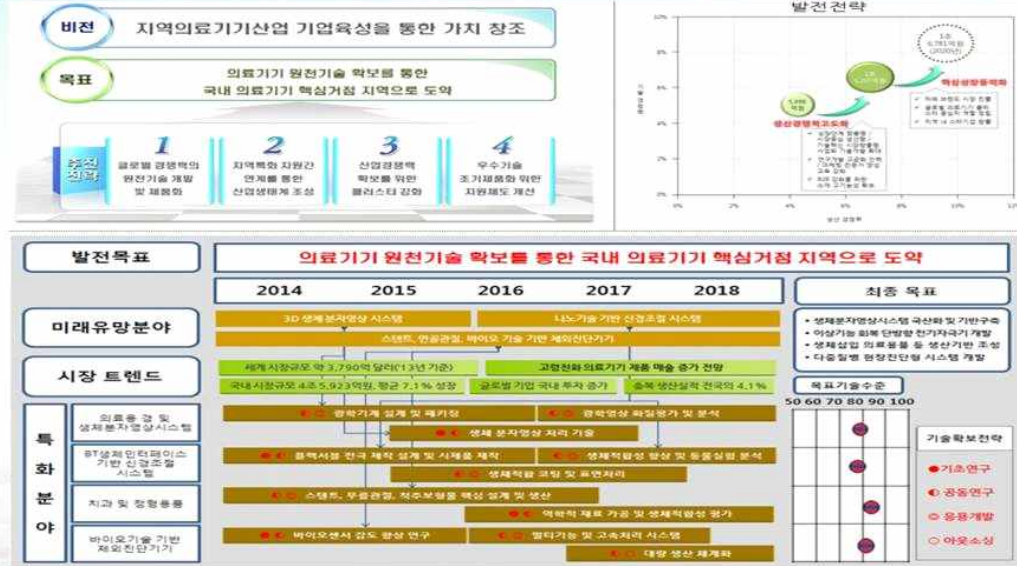 비전
지역의료기기산업 기업육성을 통한 가치 창조
목표
의료기기 원천기술 확보를 통한
국내 의료기기 핵심거점 지역으로 도약
추진
전략
1
글로벌 경쟁력의
원천기술 개발
및 제품화
2
지역특화 자원간
연계를 통한
산업생태계 조성
3
산업경쟁력
확보를 위한
클러스터 강화
4
우수기술
조기제품화 위한
지원제도 개선
발전전략
10%
8%
6%
4%
2%
0%
0%
2%
4%
6%
8%
10%
12%
생산경쟁력고도화
핵심성장동력화
(2020년)
발전목표
의료기기 원천기술 확보를 통한 국내 의료기기 핵심거점 지역으로 도약
2014
2015
2016
2017
2018
최종 목표
미래유망분야
3D 생체분자영상 시스템
나노기술 기반 신경조절 시스템
스텐트, 인공관절, 바이오 기술 기반 체외진단기기
• 생체분자영상시스템 국산화 및 기반구축
• 이상기능 회복 단방향 전기자극기 개발
• 생체삽입 의료용품 등 생산기반 조성
• 다중질병 현장진단형 시스템 개발
시장 트렌드
세계 시장규모 약 3,790억 달러('13년 기준)
고령친화 의료기기 제품 매출 증가 전망
국내 시장규모 4조 5,923억원, 평균 7.1% 성장
글로벌 기업 국내 투자 증가
충북 생산실적 전국의 4.1%
목표기술수준
50 60 70 80 90 100
특화분야
의료용 경 및
생체분자영상시스템
광학기계 설계 및 패키징
광학영상 화질평가 및 분석
생체 분자영상 처리 기술
BT생체인터페이스
기반 신경조절
시스템
플렉서블 전극 제작 설계 및 시제품 제작
생체적합성 향상 및 동물실험 분석
생체적합 코팅 및 표면처리
치과 및 정형용품
스텐트, 무릎관절, 척추보형물 핵심 설계 및 생산
역학적 재료 가공 및 생체적합성 평가
바이오기술 기반
체외진단기기
바이오센서 감도 향상 연구
멀티기능 및 고속처리 시스템
대량 생산 체계화
기술확보전략
기초연구
공동연구
응용개발
아웃소싱